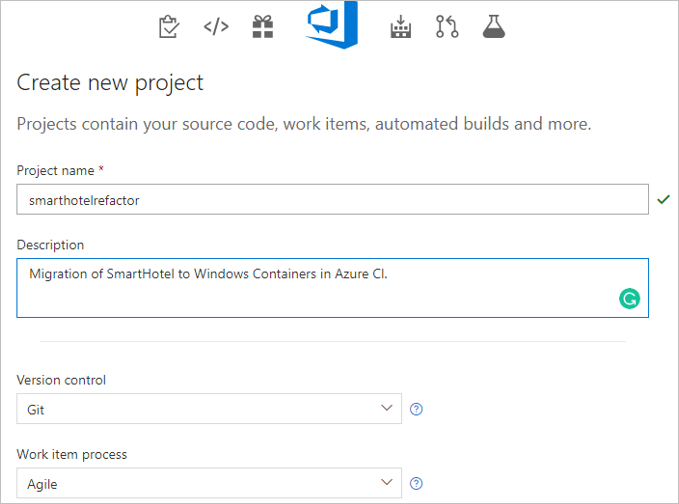 </>
Create new project
Projects contain your source code, work items, automated builds and more.
Project name *
smarthotelrefactor
Description
Migration of SmartHotel to Windows Containers in Azure CI.
Version control
Git
Work item process
Agile